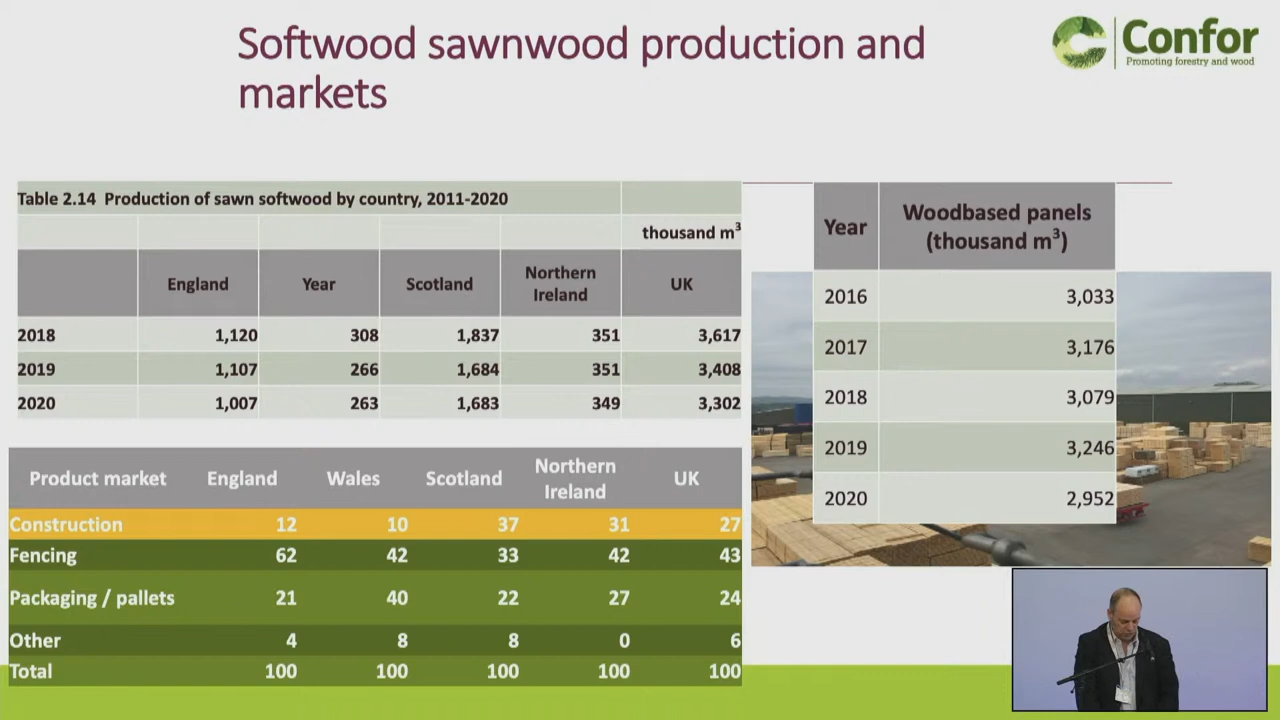 Softwood sawnwood production and
markets
Confor
Promoting forestry and wood
Table 2.14 Production of sawn softwood by country, 2011-2020
thousand m³
England Year Scotland Northern Ireland UK
2018 1,120 308 1,837 351 3,617
2019 1,107 266 1,684 351 3,408
2020 1,007 263 1,683 349 3,302
Product market England Wales Scotland Northern Ireland UK
Construction 12 10 37 31 27
Fencing 62 42 33 42 43
Packaging / pallets 21 40 22 27 24
Other 4 8 8 0 6
Total 100 100 100 100 100
Year Woodbased panels (thousand m³)
2016 3,033
2017 3,176
2018 3,079
2019 3,246
2020 2,952